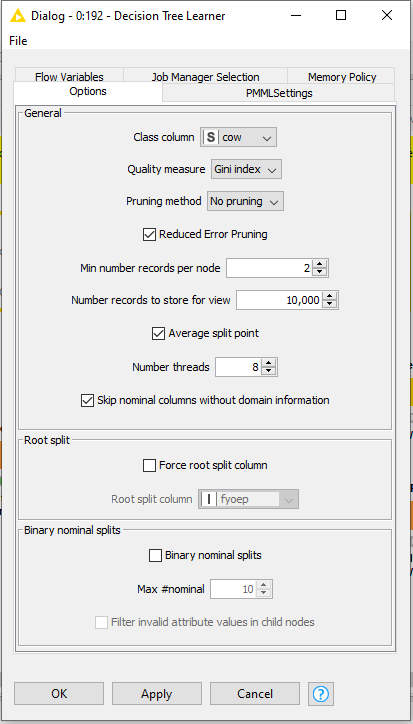 Dialog - 0:192 - Decision Tree Learner
File
Flow Variables Job Manager Selection Memory Policy
Options PMMLSettings
General
Class column S cow
Quality measure Gini index
Pruning method No pruning
Reduced Error Pruning
Min number records per node 2
Number records to store for view 10,000
Average split point
Number threads 8
Skip nominal columns without domain information
Root split
Force root split column
Root split column I fyoep
Binary nominal splits
Binary nominal splits
Max #nominal 10
Filter invalid attribute values in child nodes
OK Apply Cancel ?